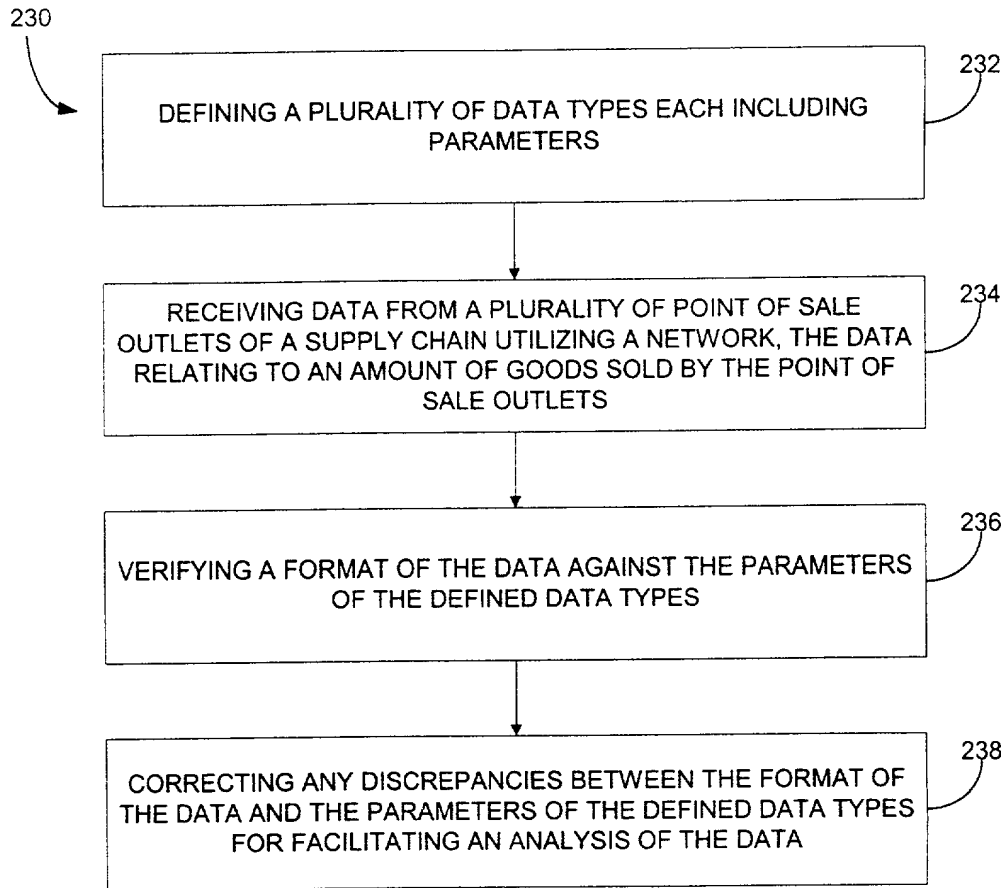 230
232
DEFINING A PLURALITY OF DATA TYPES EACH INCLUDING
PARAMETERS
234
RECEIVING DATA FROM A PLURALITY OF POINT OF SALE
OUTLETS OF A SUPPLY CHAIN UTILIZING A NETWORK, THE DATA
RELATING TO AN AMOUNT OF GOODS SOLD BY THE POINT OF
SALE OUTLETS
236
VERIFYING A FORMAT OF THE DATA AGAINST THE PARAMETERS
OF THE DEFINED DATA TYPES
238
CORRECTING ANY DISCREPANCIES BETWEEN THE FORMAT OF
THE DATA AND THE PARAMETERS OF THE DEFINED DATA TYPES
FOR FACILITATING AN ANALYSIS OF THE DATA